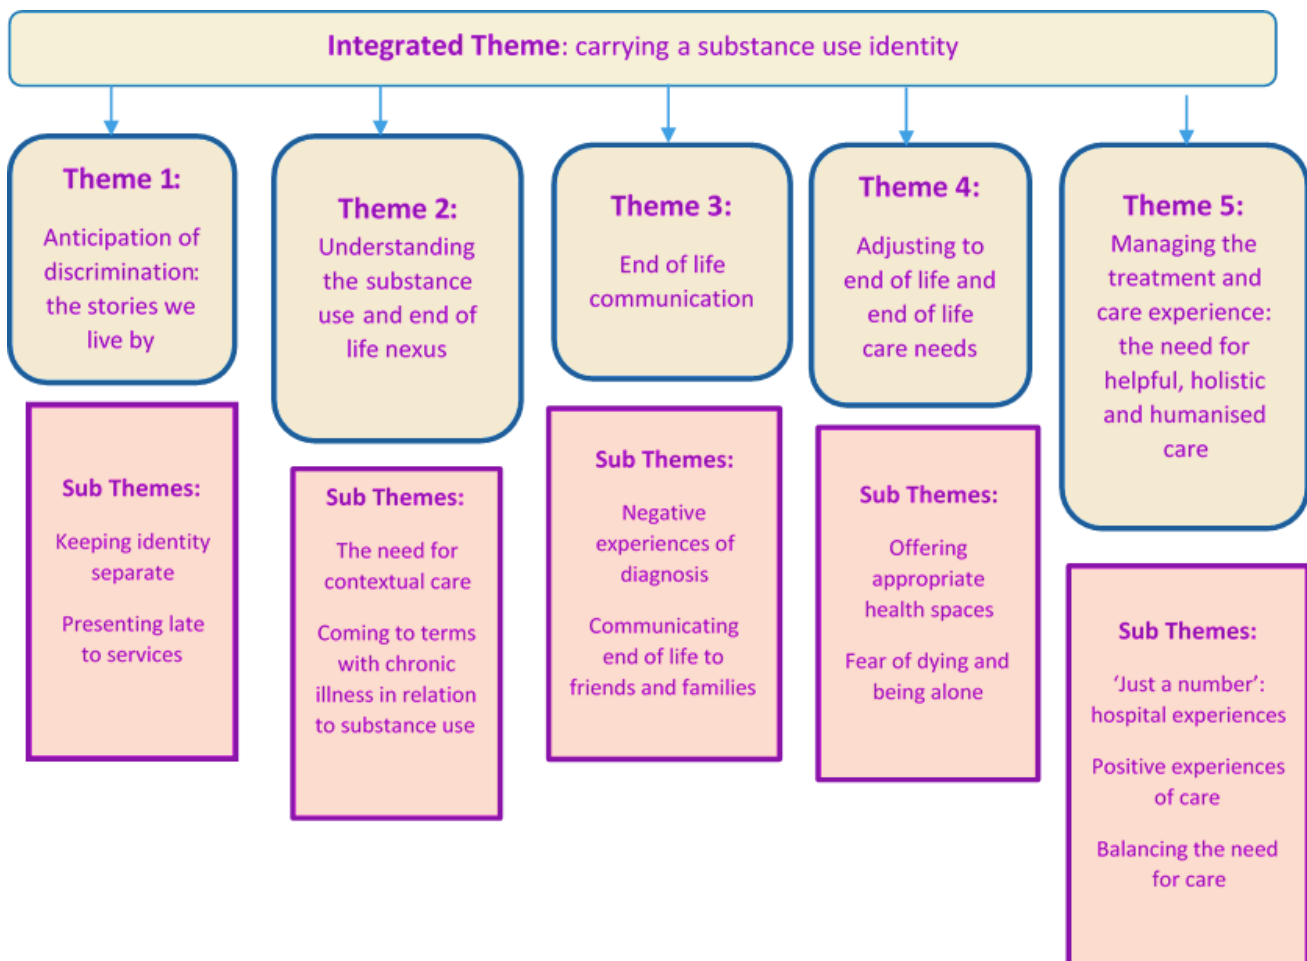 Integrated Theme: carrying a substance use identity
Theme 1:
Anticipation of
discrimination:
the stories we
live by
Sub Themes:
Keeping identity
separate
Presenting late
to services
Theme 2:
Understanding
the substance
use and end of
life nexus
Sub Themes:
The need for
contextual care
Coming to terms
with chronic
illness in relation
to substance use
Theme 3:
End of life
communication
Sub Themes:
Negative
experiences of
diagnosis
Communicating
end of life to
friends and families
Theme 4:
Adjusting to
end of life and
end of life
care needs
Sub Themes:
Offering
appropriate
health spaces
Fear of dying and
being alone
Theme 5:
Managing the
treatment and
care experience:
the need for
helpful, holistic
and humanised
care
Sub Themes:
‘Just a number’:
hospital experiences
Positive experiences
of care
Balancing the need
for care